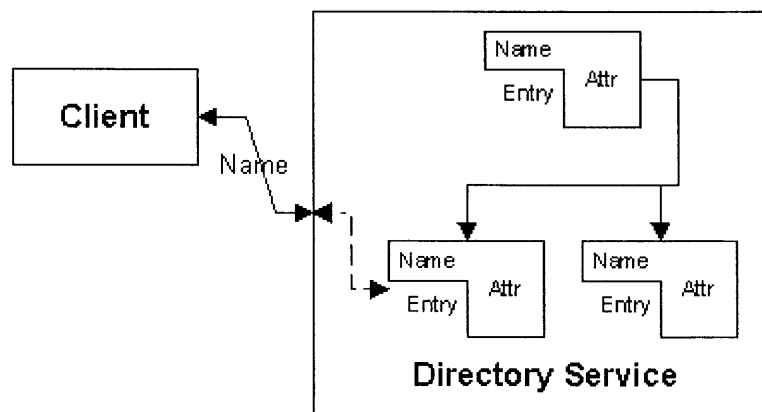 Client
Name
Name
Attr
Entry
Name
Attr
Entry
Name
Attr
Entry
Directory Service